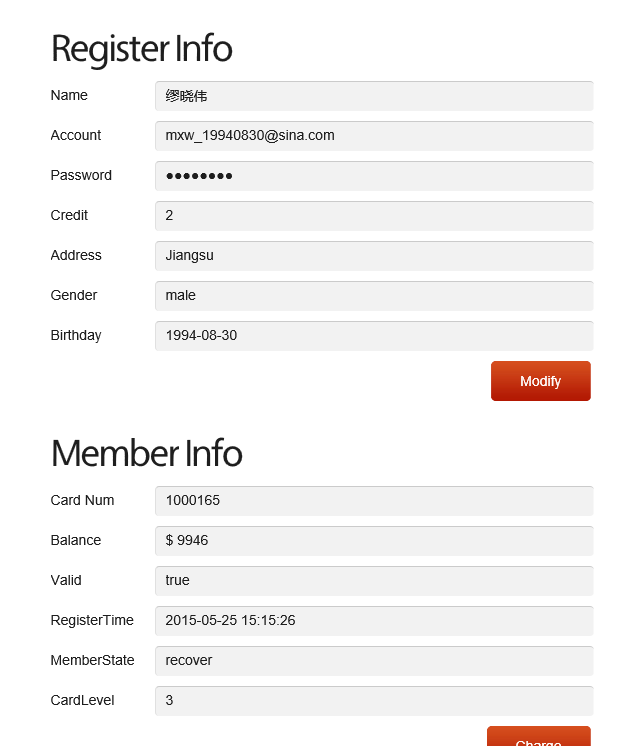 Register Info
Name 缪晓伟
Account mxw_19940830@sina.com
Password ●●●●●●●●
Credit 2
Address Jiangsu
Gender male
Birthday 1994-08-30
Modify
Member Info
Card Num 1000165
Balance $ 9946
Valid true
RegisterTime 2015-05-25 15:15:26
MemberState recover
CardLevel 3
Charge